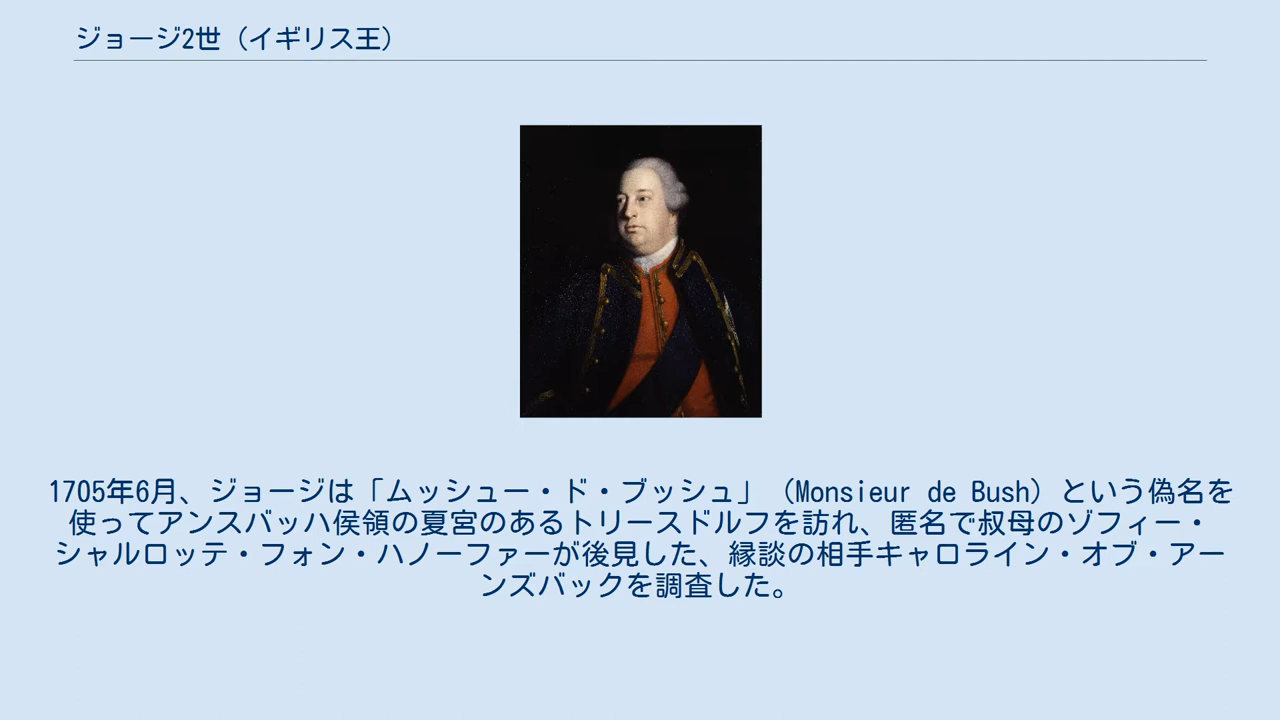 ジョージ2世（イギリス王）
1705年6月、ジョージは「ムッシュー・ド・ブッシュ」（Monsieur de Bush）という偽名を
使ってアンスバッハ侯領の夏宮のあるトリースドルフを訪れ、匿名で叔母のゾフィー・
シャルロッテ・フォン・ハノーファーが後見した、縁談の相手キャロライン・オブ・アー
ンズバックを調査した。